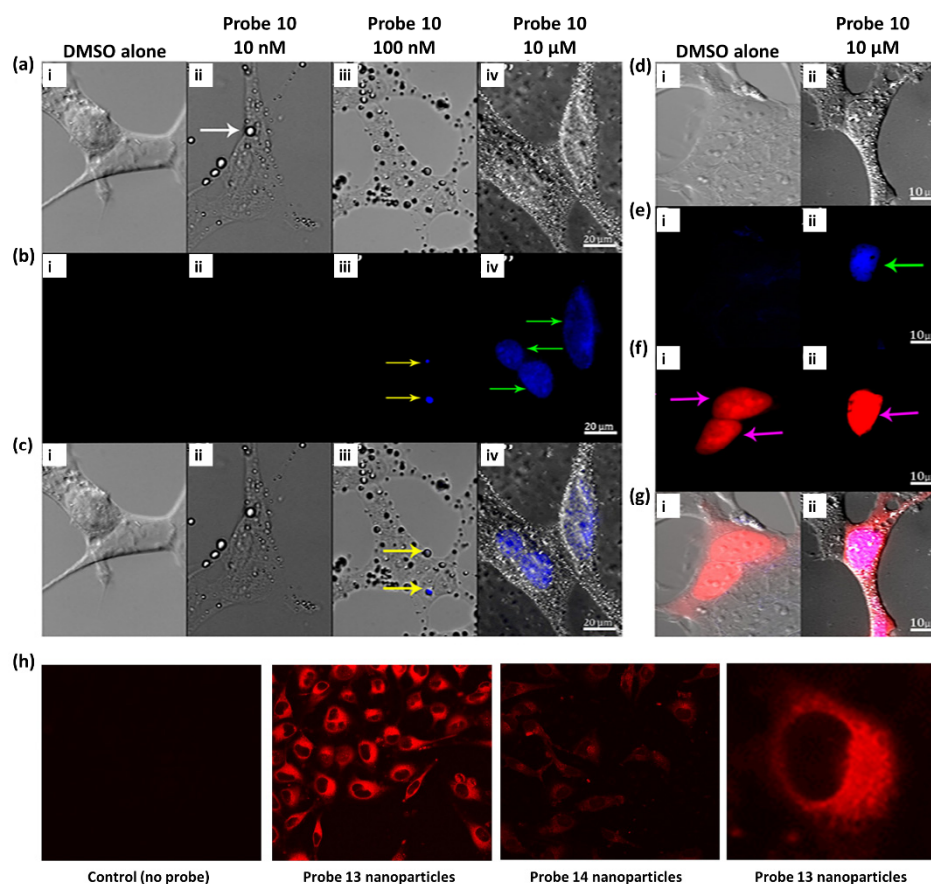 DMSO alone
Probe 10
10 nM
Probe 10
100 nM
Probe 10
10 µM
(a)
i
ii
iii
iv
20 µm
(b)
i
ii
iii
iv
20 µm
(c)
i
ii
iii
iv
20 µm
DMSO alone
Probe 10
10 µM
(d)
i
ii
10µ
(e)
i
ii
10µ
(f)
i
ii
10µ
(g)
i
ii
10µ
(h)
Control (no probe)
Probe 13 nanoparticles
Probe 14 nanoparticles
Probe 13 nanoparticles